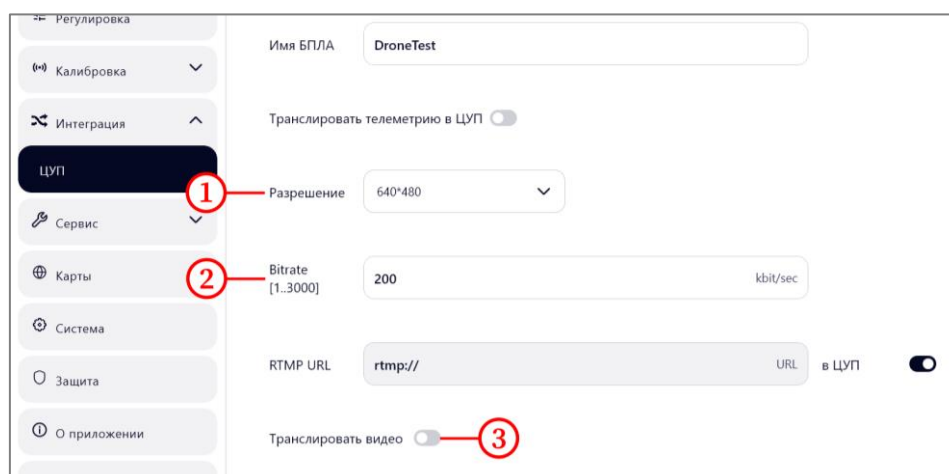 Регулировка
Калибровка
Интеграция
ЦУП
Сервис
Карты
Система
Защита
О приложении
Имя БПЛА
DroneTest
Транслировать телеметрию в ЦУП
1
Разрешение
640*480
2
Bitrate
[1..3000]
200
kbit/sec
RTMP URL
rtmp://
URL
в ЦУП
Транслировать видео
3